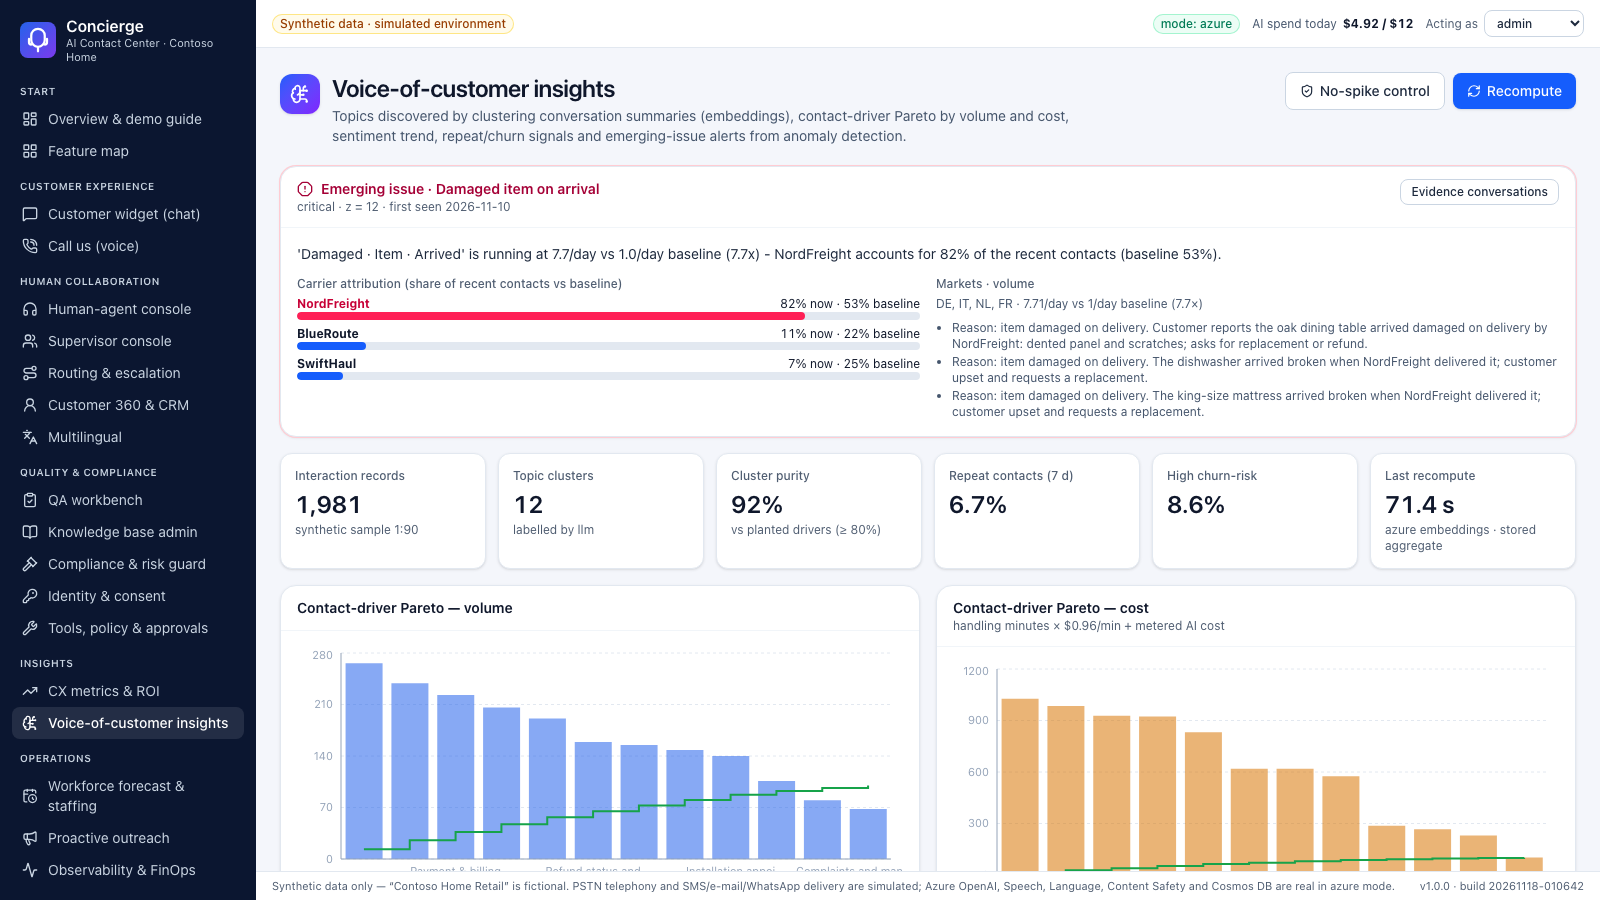 Concierge
AI Contact Center · Contoso
Home
START
Overview & demo guide
Feature map
CUSTOMER EXPERIENCE
Customer widget (chat)
Call us (voice)
HUMAN COLLABORATION
Human-agent console
Supervisor console
Routing & escalation
Customer 360 & CRM
Multilingual
QUALITY & COMPLIANCE
QA workbench
Knowledge base admin
Compliance & risk guard
Identity & consent
Tools, policy & approvals
INSIGHTS
CX metrics & ROI
Voice-of-customer insights
OPERATIONS
Workforce forecast &
staffing
Proactive outreach
Observability & FinOps
Synthetic data · simulated environment
mode: azure
AI spend today $4.92 / $12
Acting as
admin
Voice-of-customer insights
Topics discovered by clustering conversation summaries (embeddings), contact-driver Pareto by volume and cost,
sentiment trend, repeat/churn signals and emerging-issue alerts from anomaly detection.
No-spike control
Recompute
Emerging issue · Damaged item on arrival
critical · z = 12 · first seen 2026-11-10
Evidence conversations
'Damaged · Item · Arrived' is running at 7.7/day vs 1.0/day baseline (7.7x) - NordFreight accounts for 82% of the recent contacts (baseline 53%).
Carrier attribution (share of recent contacts vs baseline)
NordFreight 82% now · 53% baseline
BlueRoute 11% now · 22% baseline
SwiftHaul 7% now · 25% baseline
Markets · volume
DE, IT, NL, FR · 7.71/day vs 1/day baseline (7.7×)
• Reason: item damaged on delivery. Customer reports the oak dining table arrived damaged on delivery by
NordFreight: dented panel and scratches; asks for replacement or refund.
• Reason: item damaged on delivery. The dishwasher arrived broken when NordFreight delivered it; customer
upset and requests a replacement.
• Reason: item damaged on delivery. The king-size mattress arrived broken when NordFreight delivered it;
customer upset and requests a replacement.
Interaction records
1,981
synthetic sample 1:90
Topic clusters
12
labelled by llm
Cluster purity
92%
vs planted drivers (≥ 80%)
Repeat contacts (7 d)
6.7%
High churn-risk
8.6%
Last recompute
71.4 s
azure embeddings · stored
aggregate
Contact-driver Pareto — volume
280
210
140
70
0
Payment & billing
Refund status and
Installation appoi
Complaints and man
Contact-driver Pareto — cost
handling minutes × $0.96/min + metered AI cost
1200
900
600
300
Synthetic data only — "Contoso Home Retail" is fictional. PSTN telephony and SMS/e-mail/WhatsApp delivery are simulated; Azure OpenAI, Speech, Language, Content Safety and Cosmos DB are real in azure mode.
v1.0.0 · build 20261118-010642